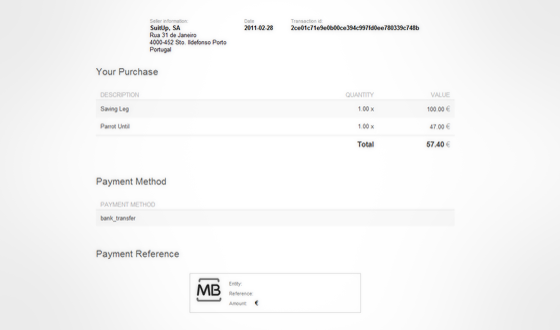 Seller information
SuitUp, SA
Rua 31 de Janeiro
4000-452 Sto. Ildefonso Porto
Portugal
Date
2011-02-28
Transaction Id
2ce01c71e9e0b00ce394c997fd0ee780339c748b
Your Purchase
DESCRIPTION QUANTITY VALUE
Saving Leg 1.00 x 100.00 €
Parrot Until 1.00 x 47.00 €
Total 57.40 €
Payment Method
PAYMENT METHOD
bank_transfer
Payment Reference
MB
Entity
Reference
Amount €